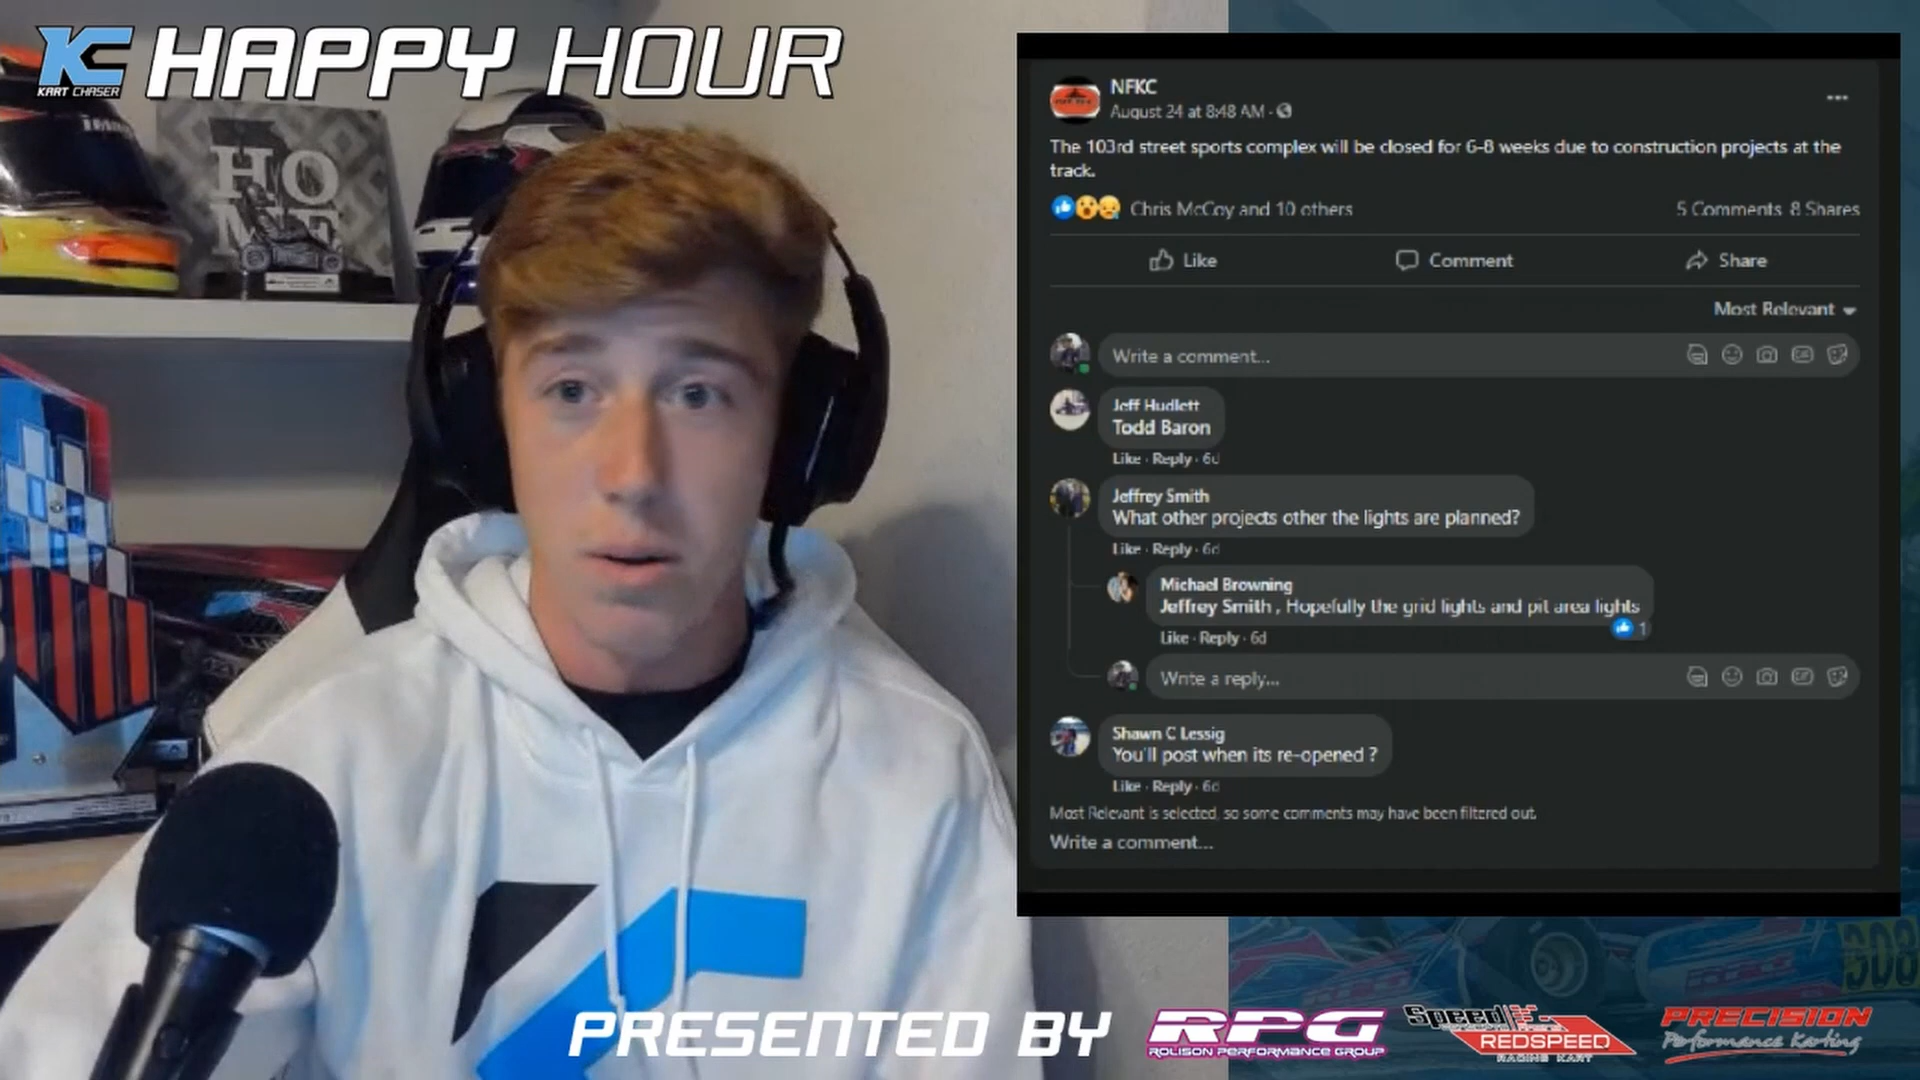 KC HAPPY HOUR
KART CHASER
HO
ME
NFKC
August 24 at 8:48 AM ·
The 103rd street sports complex will be closed for 6-8 weeks due to construction projects at the
track.
Chris McCoy and 10 others
5 Comments 8 Shares
Like
Comment
Share
Most Relevant
Write a comment...
Jeff Hudlett
Todd Baron
Like · Reply · 6d
Jeffrey Smith
What other projects other the lights are planned?
Like · Reply · 6d
Michael Browning
Jeffrey Smith , Hopefully the grid lights and pit area lights
1
Like · Reply · 6d
Write a reply...
Shawn C Lessig
You'll post when its re-opened ?
Like · Reply · 6d
Most Relevant is selected, so some comments may have been filtered out.
Write a comment...
308
PRESENTED BY
RPG
ROLISON PERFORMANCE GROUP
Speed
REDSPEED
RACING KART
PRECISION
Performance Karting